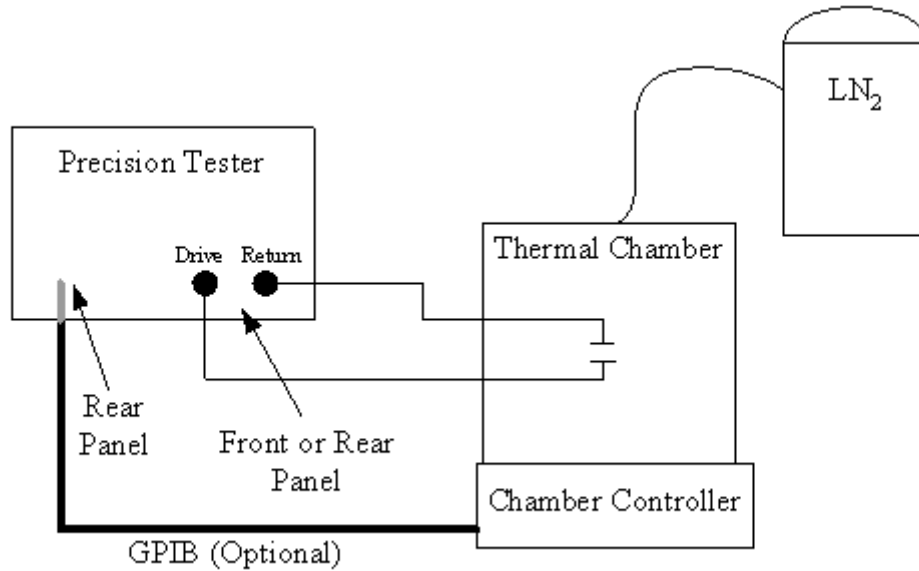 LN2
Precision Tester
Thermal Chamber
Drive
Return
Rear
Panel
Front or Rear
Panel
Chamber Controller
GPIB (Optional)